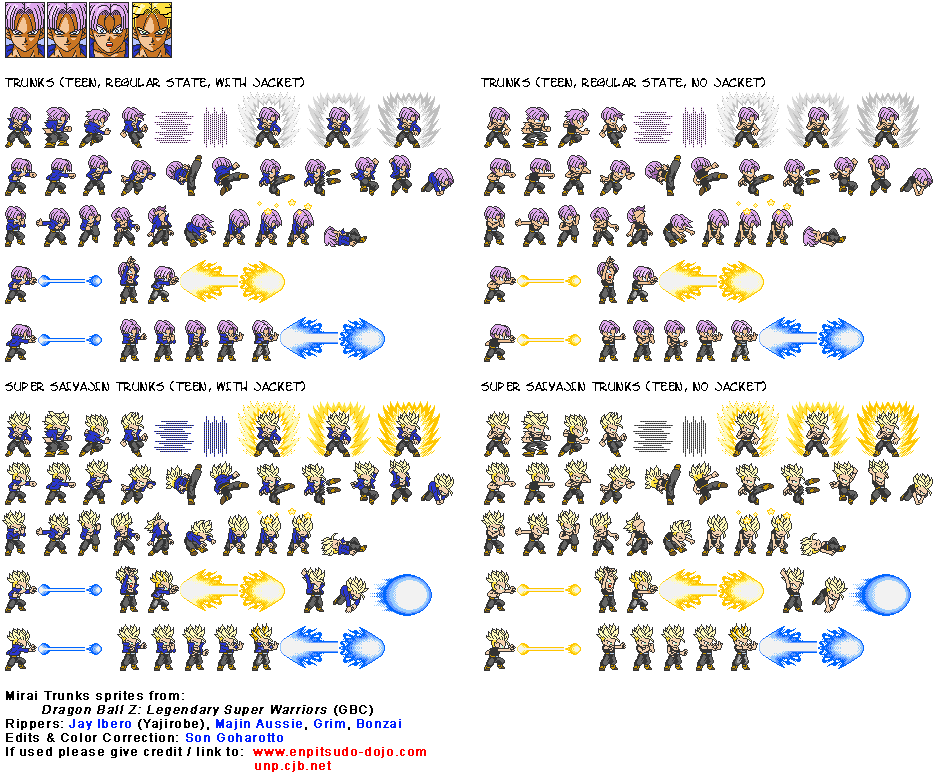 TRUNKS (TEEN, REGULAR STATE, WITH JACKET)
TRUNKS (TEEN, REGULAR STATE, NO JACKET)
SUPER SAIYAJIN TRUNKS (TEEN, WITH JACKET)
SUPER SAIYAJIN TRUNKS (TEEN, NO JACKET)
Mirai Trunks sprites from:
Dragon Ball Z: Legendary Super Warriors (GBC)
Rippers: Jay Ibero (Yajirobe), Majin Aussie, Grim, Bonzai
Edits & Color Correction: Son Goharotto
If used please give credit / link to: www.enpitsudo-dojo.com
unp.cjb.net